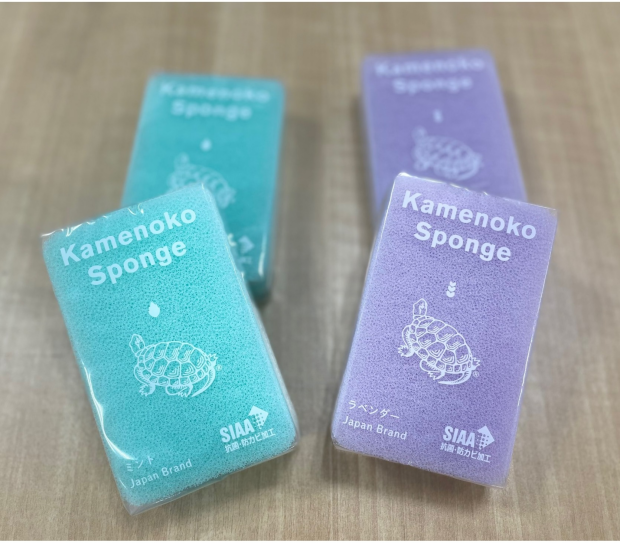 Kamenoko
Sponge
Kamenoko
Sponge
Kamenoko
Sponge
ミント
Japan Brand
SIAA
抗菌・防カビ加工
Kamenoko
Sponge
ラベンダー
Japan Brand
SIAA
抗菌・防カビ加工